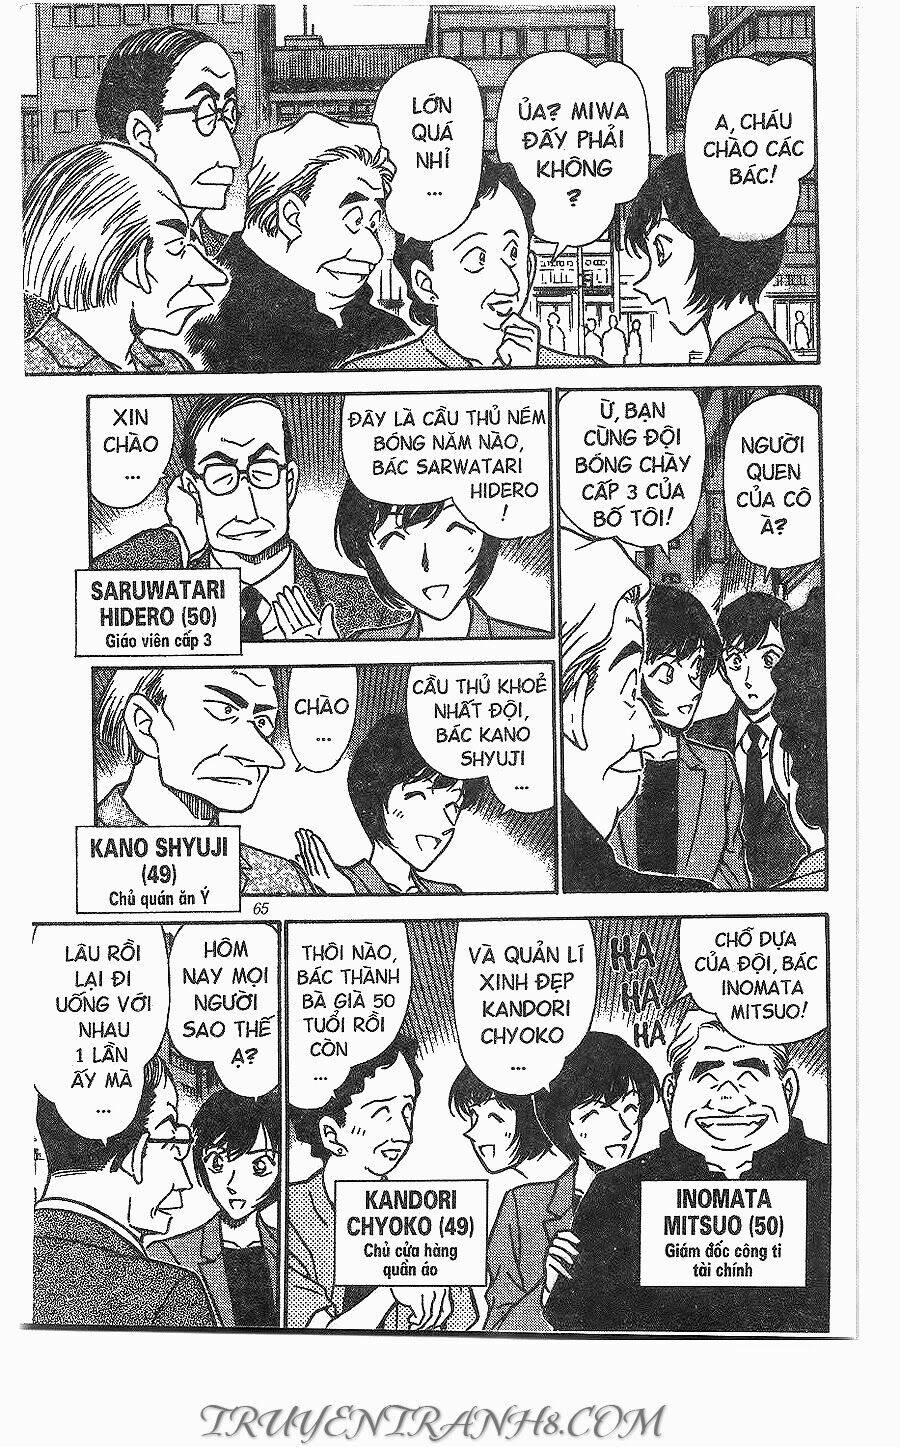 A, CHÁU
CHÀO CÁC
BÁC!
ỦA? MIWA
ĐẤY PHẢI
KHÔNG
?
LỚN
QUÁ
NHỈ
...
NGƯỜI
QUEN
CỦA CÔ
À?
Ừ, BẠN
CÙNG ĐỘI
BÓNG CHÀY
CẤP 3 CỦA
BỐ TÔI!
ĐÂY LÀ CẦU THỦ NÉM
BÓNG NĂM NÀO,
BÁC SARWATARI
HIDERO
!
XIN
CHÀO
...
SARUWATARI
HIDERO (50)
Giáo viên cấp 3
CẦU THỦ KHOẺ
NHẤT ĐỘI,
BÁC KANO
SHYUJI
...
CHÀO
...
KANO SHYUJI
(49)
Chủ quán ăn Ý
65
CHỖ DỰA
CỦA ĐỘI, BÁC
INOMATA
MITSUO!
HA
HA
HA
INOMATA
MITSUO (50)
Giám đốc công ti
tài chính
VÀ QUẢN LÍ
XINH ĐẸP
KANDORI
CHYOKO
...
THÔI NÀO,
BÁC THÀNH
BÀ GIÀ 50
TUỔI RỒI
CÒN
...
KANDORI
CHYOKO (49)
Chủ cửa hàng
quần áo
HÔM
NAY MỌI
NGƯỜI
SAO THẾ
Ạ?
LÂU RỒI
LẠI ĐI
UỐNG VỚI
NHAU
1 LẦN
ẤY MÀ
...
TRUYENTRANH8.COM